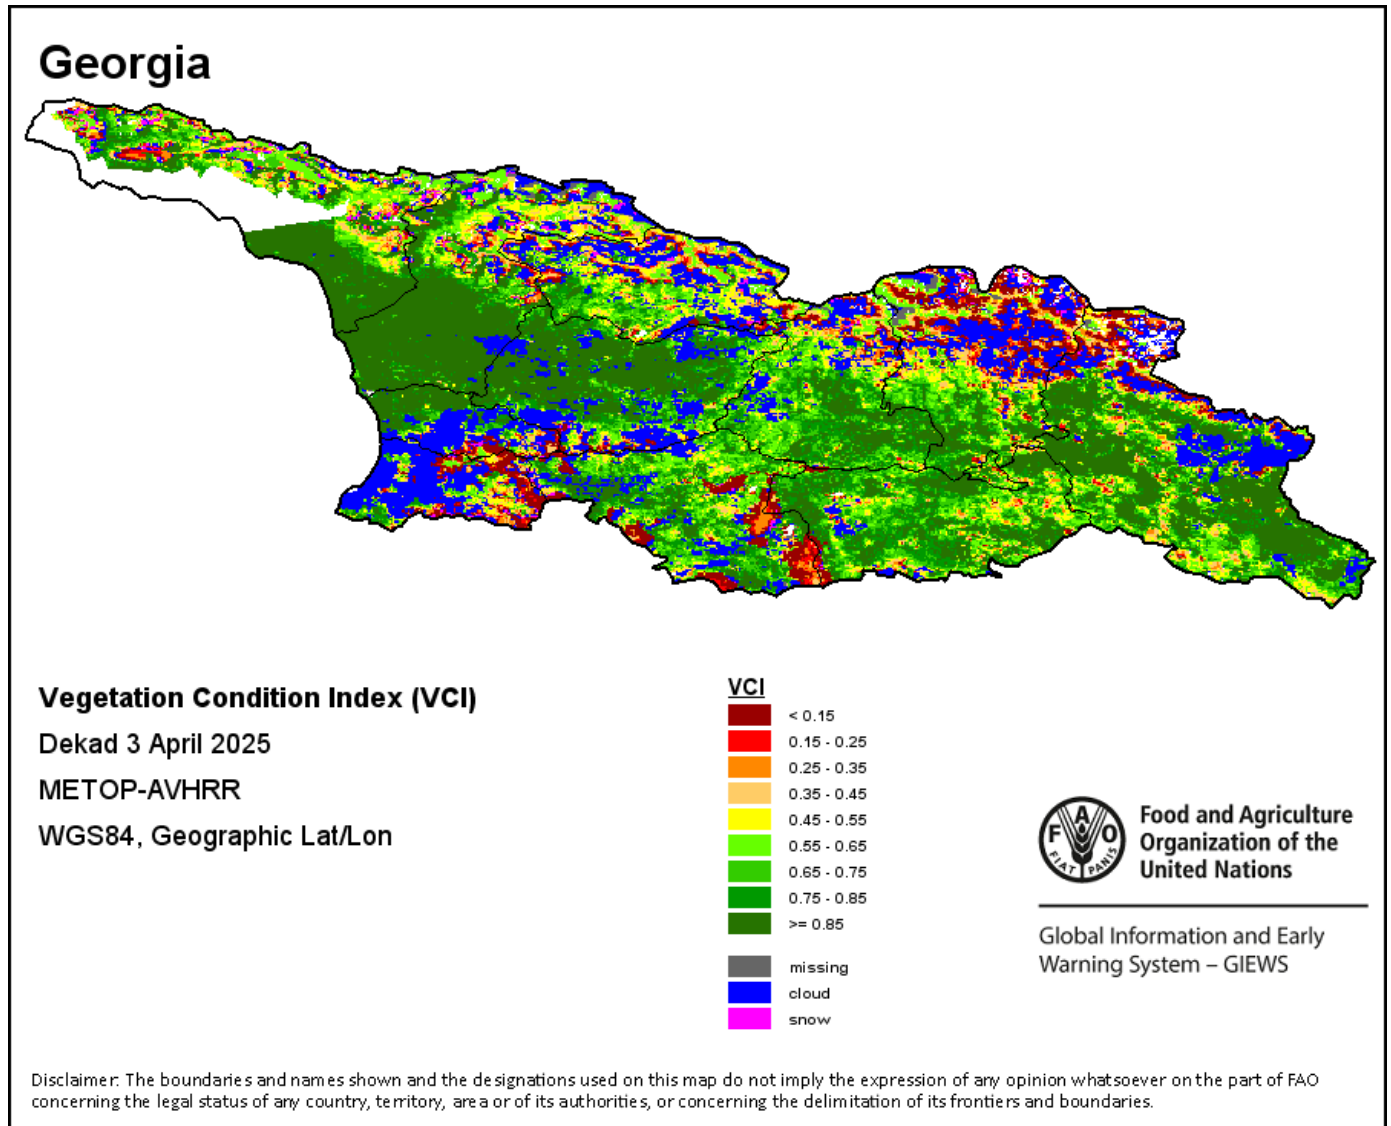 Georgia
Vegetation Condition Index (VCI)
Dekad 3 April 2025
METOP-AVHRR
WGS84, Geographic Lat/Lon
VCI
< 0.15
0.15 - 0.25
0.25 - 0.35
0.35 - 0.45
0.45 - 0.55
0.55 - 0.65
0.65 - 0.75
0.75 - 0.85
>= 0.85
missing
cloud
snow
F A O
FIAT PANIS
Food and Agriculture
Organization of the
United Nations
Global Information and Early
Warning System – GIEWS
Disclaimer: The boundaries and names shown and the designations used on this map do not imply the expression of any opinion whatsoever on the part of FAO
concerning the legal status of any country, territory, area or of its authorities, or concerning the delimitation of its frontiers and boundaries.